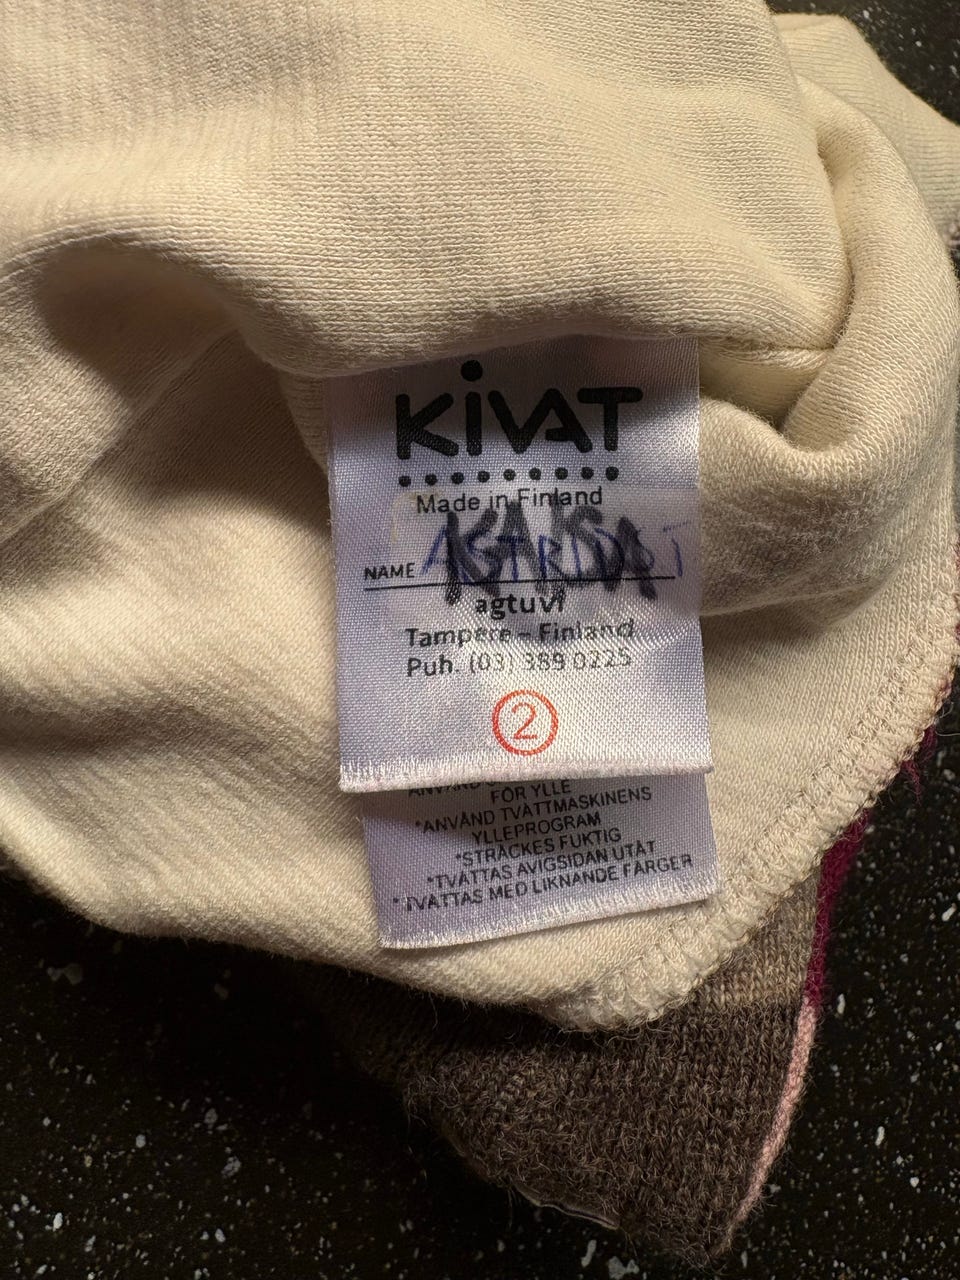 KiVAT
Made in Finland
NAME
agtuvi
Tampere – Finland
Puh. (03) 389 0225
2
FÖR YLLE
*ANVÄND TVÄTTMASKINENS
YLLEPROGRAM
*STRÄCKES FUKTIG
*TVÄTTAS AVIGSIDAN UTÅT
*TVÄTTAS MED LIKNANDE FÄRGER